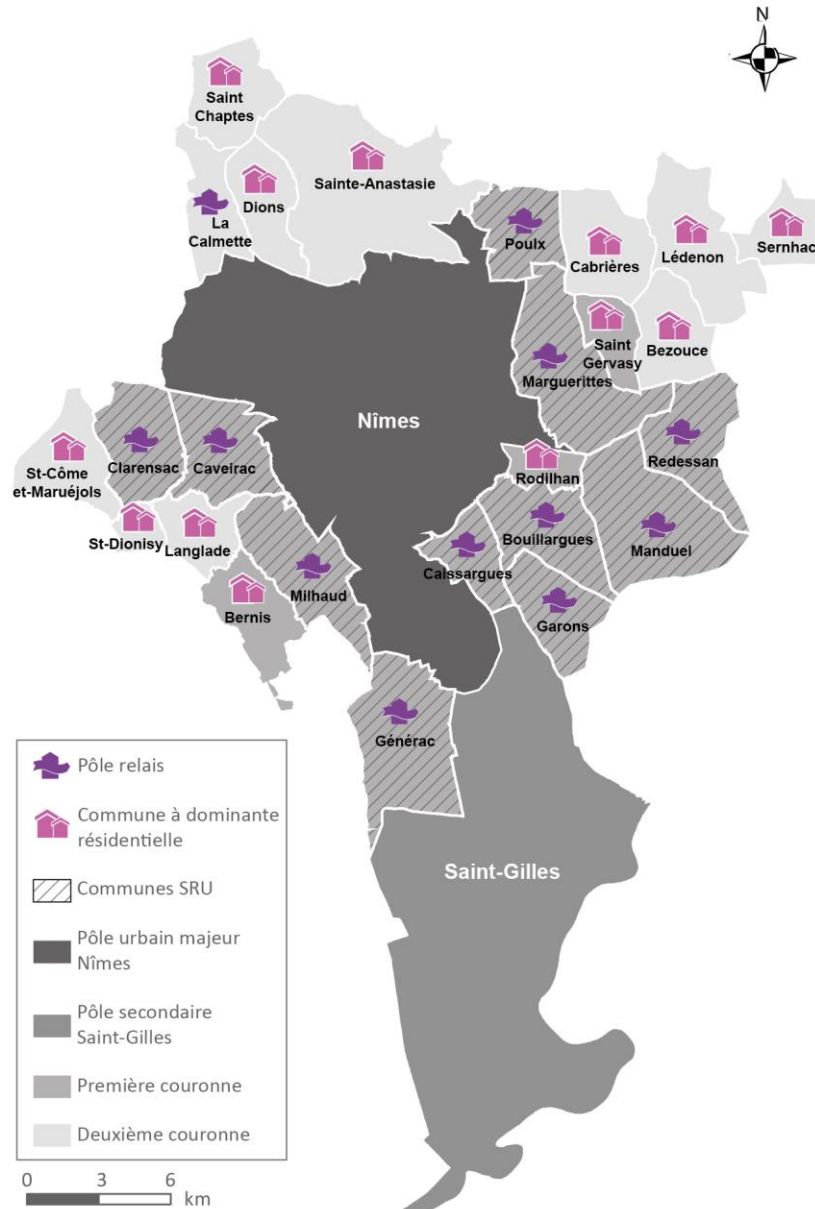 N
Saint
Chaptes
Sainte-Anastasie
Dions
La
Calmette
Poulx
Cabrières
Lédenon
Sernhac
Saint
Gervasy
Bezouce
Marguerittes
Nîmes
Clarensac
Caveirac
Redessan
St-Côme
et-Maruéjols
Rodilhan
St-Dionisy
Langlade
Bouillargues
Manduel
Caissargues
Milhaud
Bernis
Garons
Générac
Saint-Gilles
Pôle relais
Commune à dominante
résidentielle
Communes SRU
Pôle urbain majeur
Nîmes
Pôle secondaire
Saint-Gilles
Première couronne
Deuxième couronne
0 3 6
km